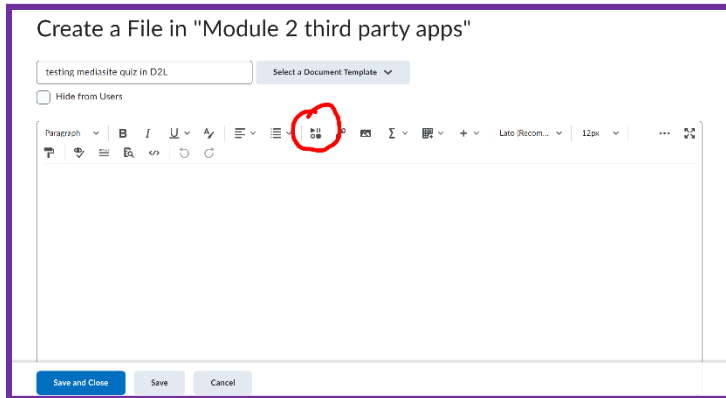 Create a File in "Module 2 third party apps"
testing mediasite quiz in D2L Select a Document Template
Hide from Users
Paragraph B I U Lato (Recom... 12px ...
Save and Close Save Cancel